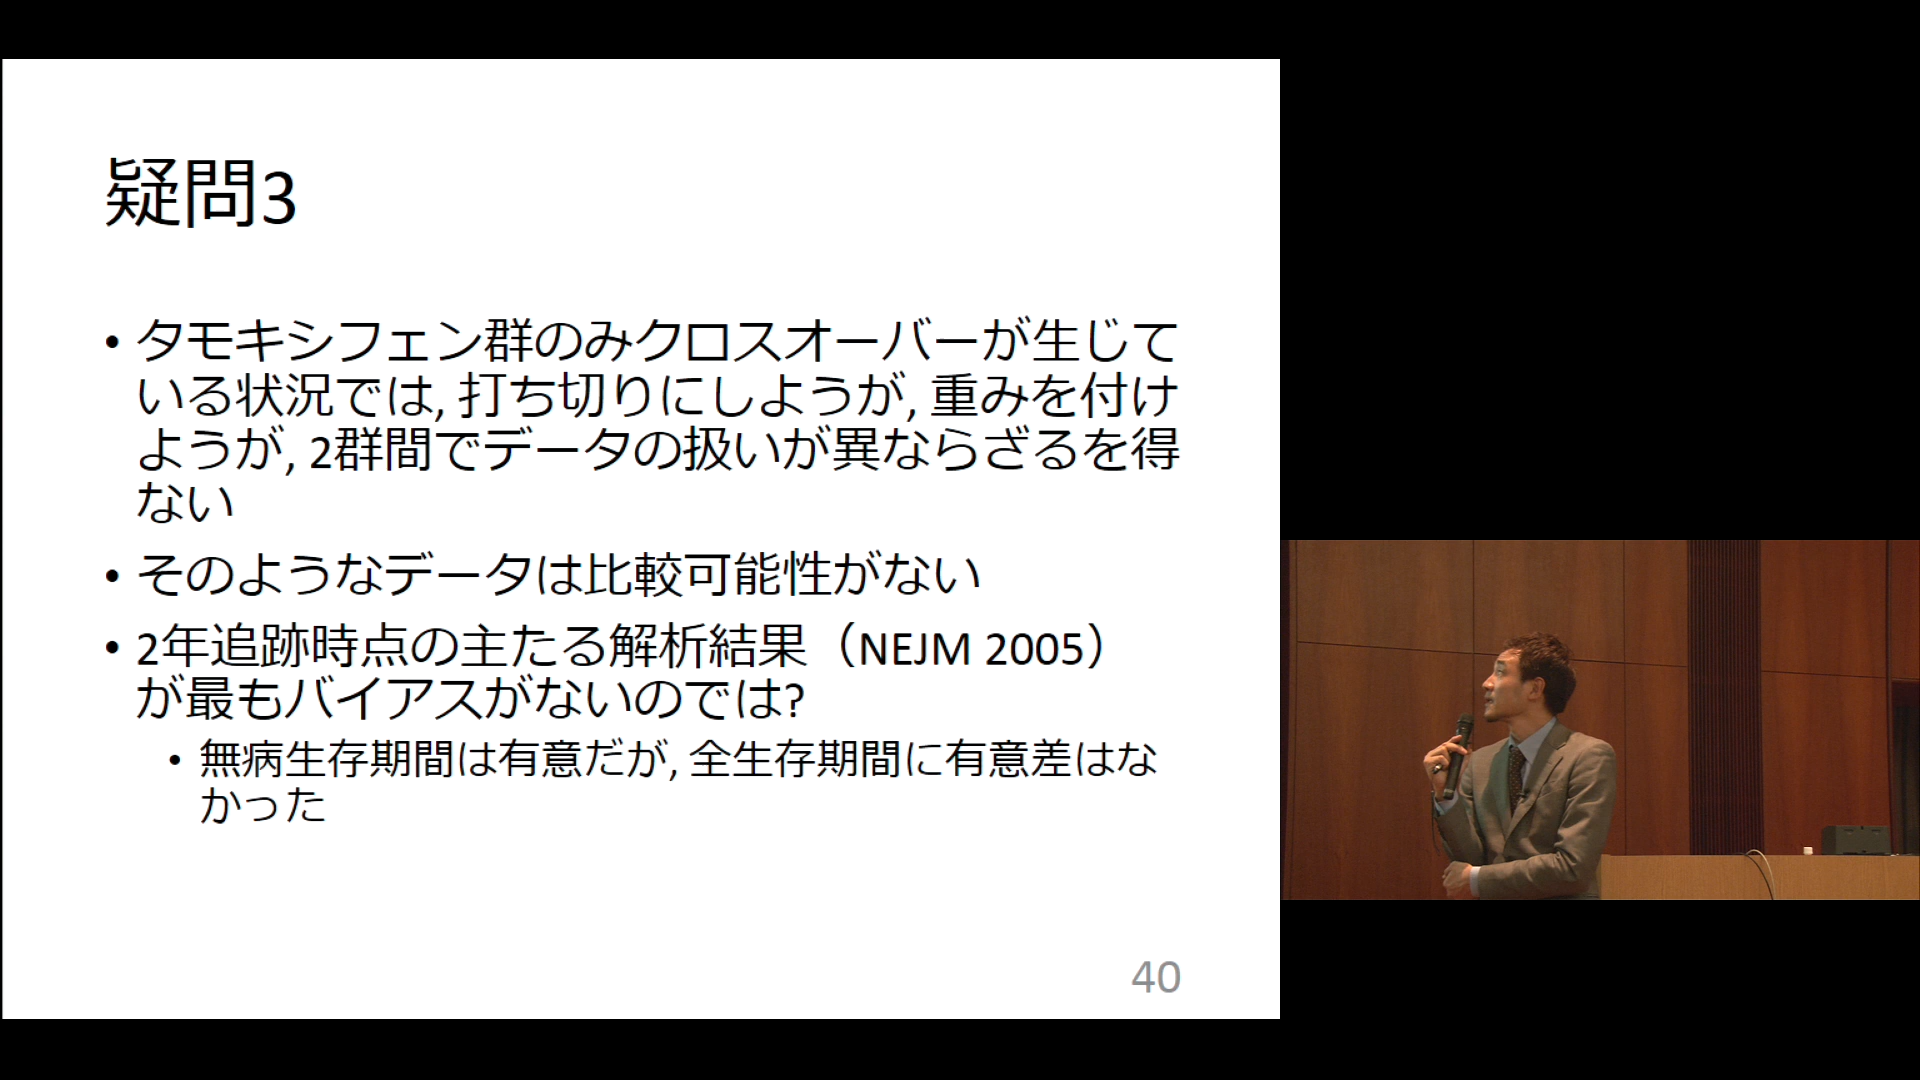 疑問3
• タモキシフェン群のみクロスオーバーが生じて
いる状況では, 打ち切りにしようが, 重みを付け
ようが, 2群間でデータの扱いが異ならざるを得
ない
• そのようなデータは比較可能性がない
• 2年追跡時点の主たる解析結果（NEJM 2005）
が最もバイアスがないのでは?
• 無病生存期間は有意だが, 全生存期間に有意差はな
かった
40